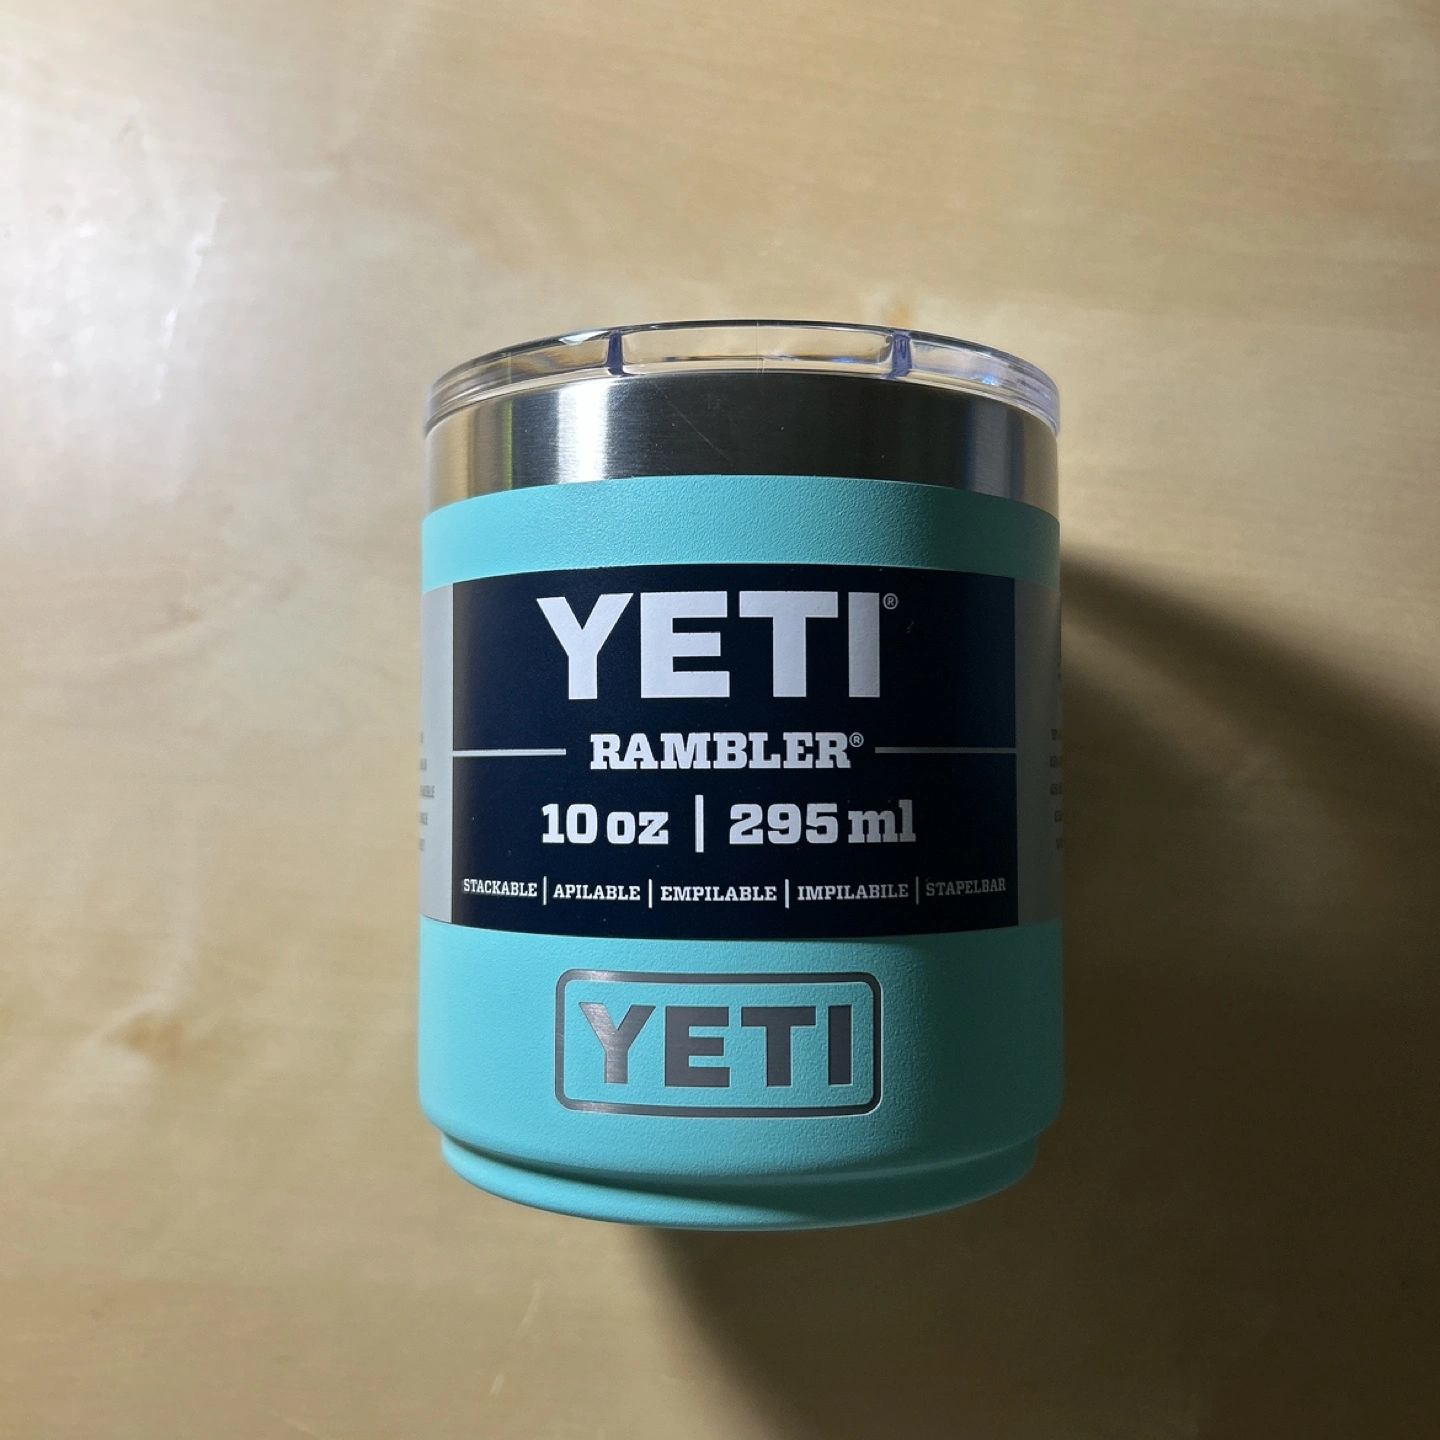 YETI®
RAMBLER®
10 oz | 295 ml
STACKABLE | APILABLE | EMPILABLE | IMPILABILE | STAPELBAR
YETI